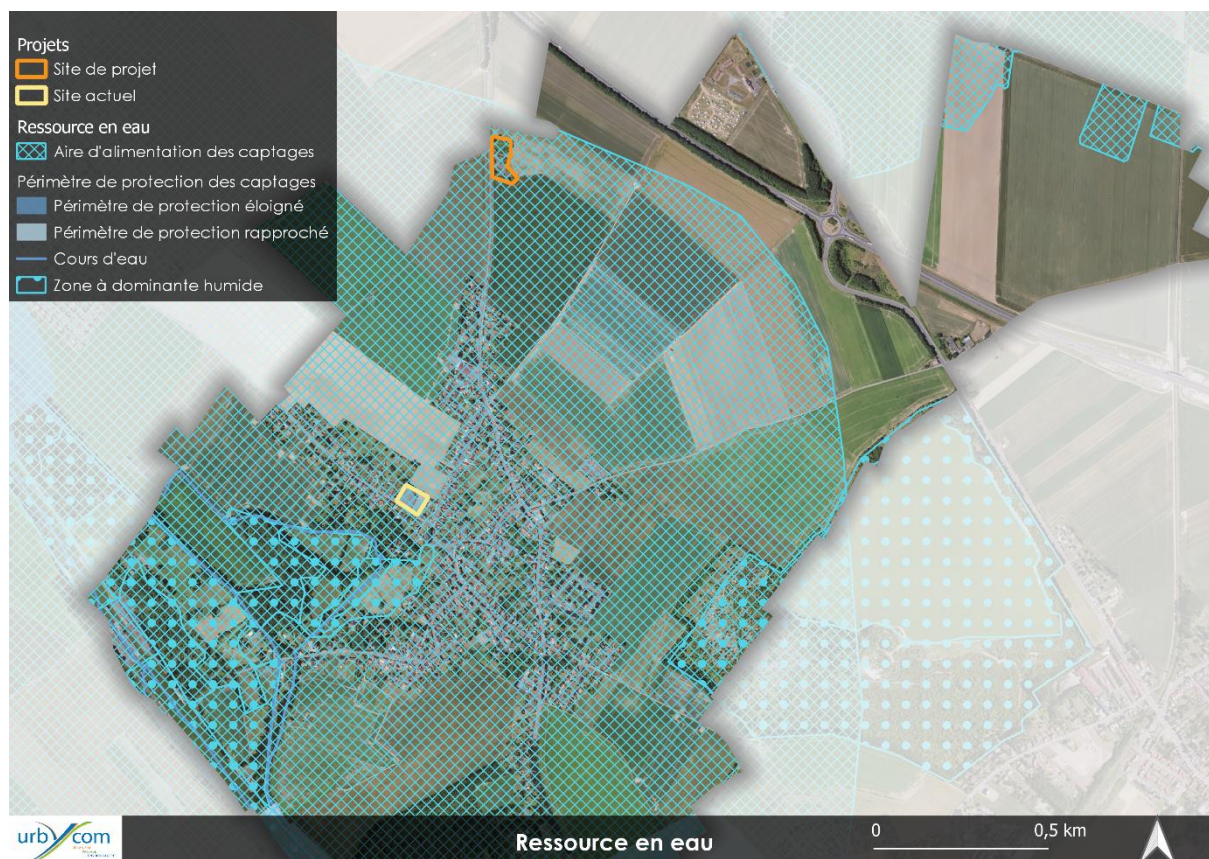 Projets
Site de projet
Site actuel
Ressource en eau
Aire d'alimentation des captages
Périmètre de protection des captages
Périmètre de protection éloigné
Périmètre de protection rapproché
Cours d'eau
Zone à dominante humide
urbycom
Ressource en eau
0 0,5 km